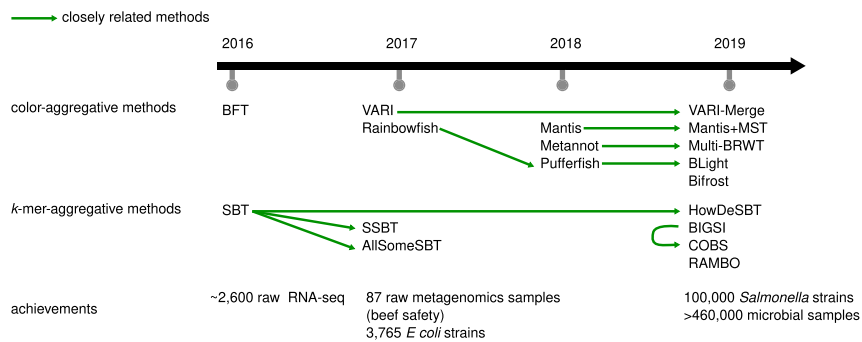 closely related methods
2016 2017 2018 2019
color-aggregative methods BFT VARI VARI-Merge
Rainbowfish Mantis Mantis+MST
Metannot Multi-BRWT
Pufferfish BLight
Bifrost
k-mer-aggregative methods SBT HowDeSBT
SSBT BIGSI
AllSomeSBT COBS
RAMBO
achievements ~2,600 raw RNA-seq 87 raw metagenomics samples 100,000 Salmonella strains
(beef safety) >460,000 microbial samples
3,765 E coli strains